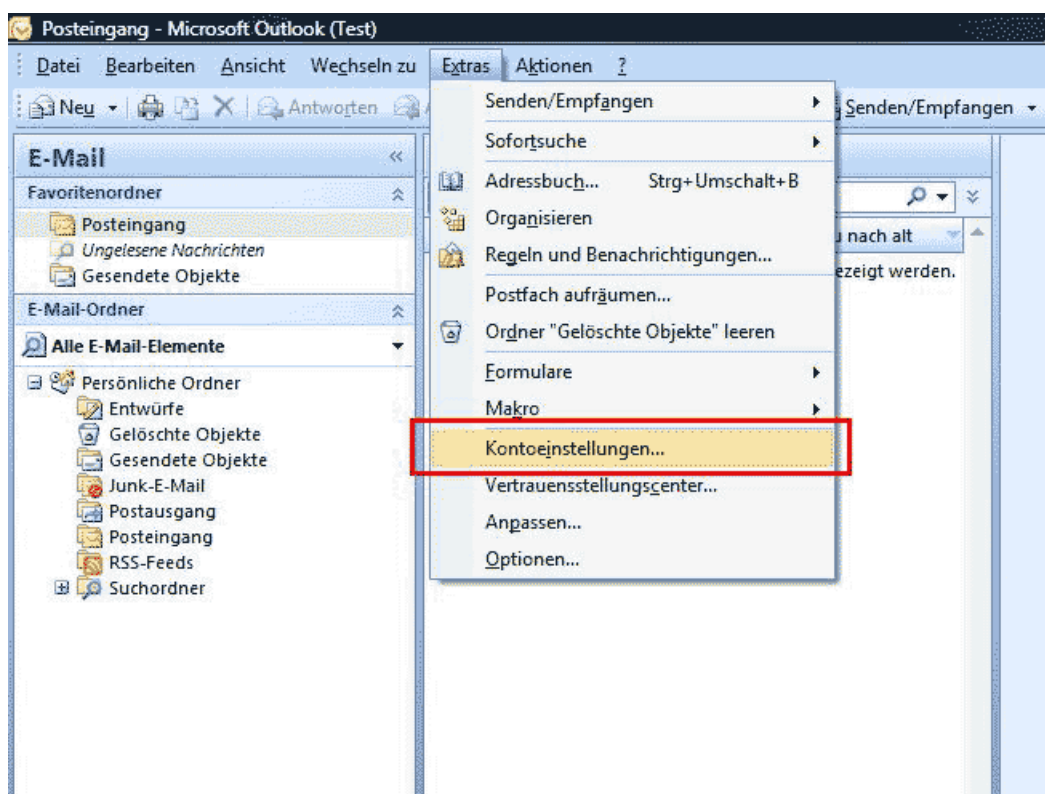 Posteingang - Microsoft Outlook (Test)
Datei Bearbeiten Ansicht Wechseln zu Extras Aktionen ?
Neu Antworten Senden/Empfangen
E-Mail
Favoritenordner
Posteingang
Ungelesene Nachrichten
Gesendete Objekte
E-Mail-Ordner
Alle E-Mail-Elemente
Persönliche Ordner
Entwürfe
Gelöschte Objekte
Gesendete Objekte
Junk-E-Mail
Postausgang
Posteingang
RSS-Feeds
Suchordner
Senden/Empfangen
Sofortsuche
Adressbuch... Strg+Umschalt+B
Organisieren
Regeln und Benachrichtigungen...
Postfach aufräumen...
Ordner "Gelöschte Objekte" leeren
Formulare
Makro
Kontoeinstellungen...
Vertrauensstellungscenter...
Anpassen...
Optionen...
nach alt
werden.